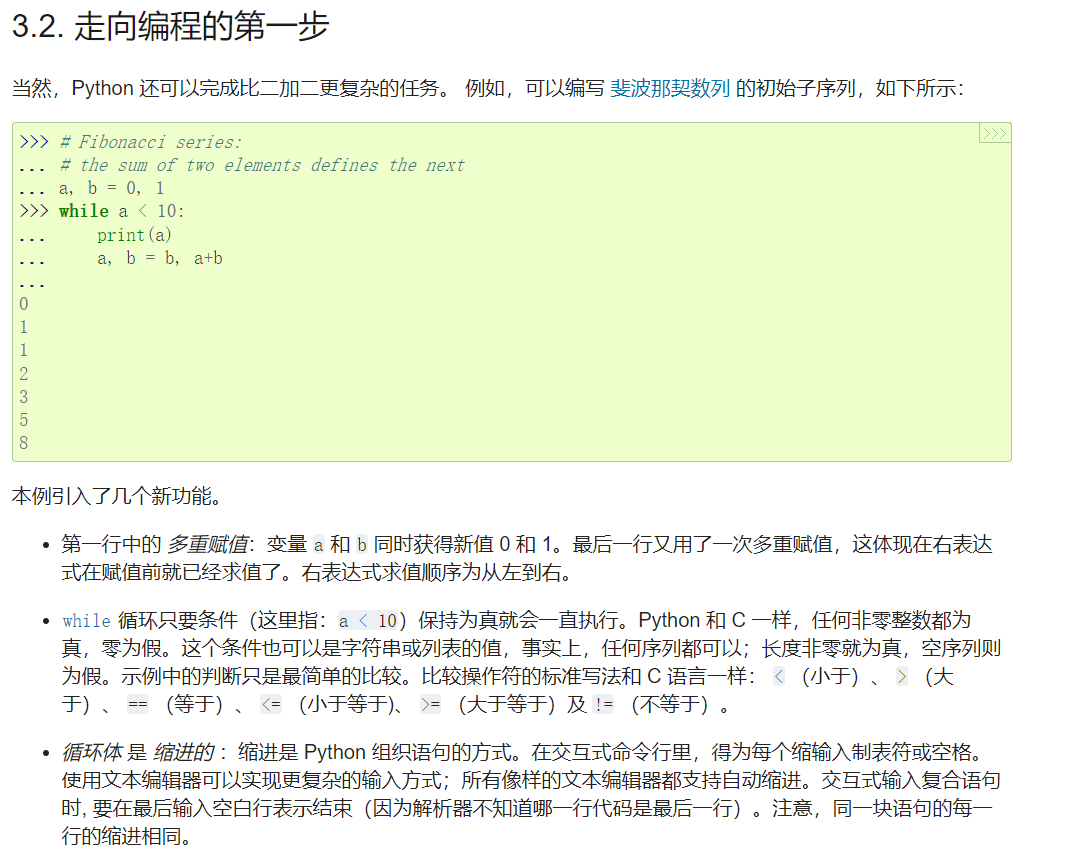 3.2. 走向编程的第一步
当然，Python 还可以完成比二加二更复杂的任务。 例如，可以编写 斐波那契数列 的初始子序列，如下所示：
>>>
>>> # Fibonacci series:
... # the sum of two elements defines the next
... a, b = 0, 1
>>> while a < 10:
...     print(a)
...     a, b = b, a+b
...
0
1
1
2
3
5
8
本例引入了几个新功能。
• 第一行中的 多重赋值：变量 a 和 b 同时获得新值 0 和 1。最后一行又用了一次多重赋值，这体现在右表达
式在赋值前就已经求值了。右表达式求值顺序为从左到右。
• while 循环只要条件（这里指：a < 10）保持为真就会一直执行。Python 和 C 一样，任何非零整数都为
真，零为假。这个条件也可以是字符串或列表的值，事实上，任何序列都可以；长度非零就为真，空序列则
为假。示例中的判断只是最简单的比较。比较操作符的标准写法和 C 语言一样： < （小于）、 > （大
于）、 == （等于）、 <= （小于等于)、 >= （大于等于）及 != （不等于）。
• 循环体 是 缩进的 ：缩进是 Python 组织语句的方式。在交互式命令行里，得为每个缩输入制表符或空格。
使用文本编辑器可以实现更复杂的输入方式；所有像样的文本编辑器都支持自动缩进。交互式输入复合语句
时, 要在最后输入空白行表示结束（因为解析器不知道哪一行代码是最后一行）。注意，同一块语句的每一
行的缩进相同。